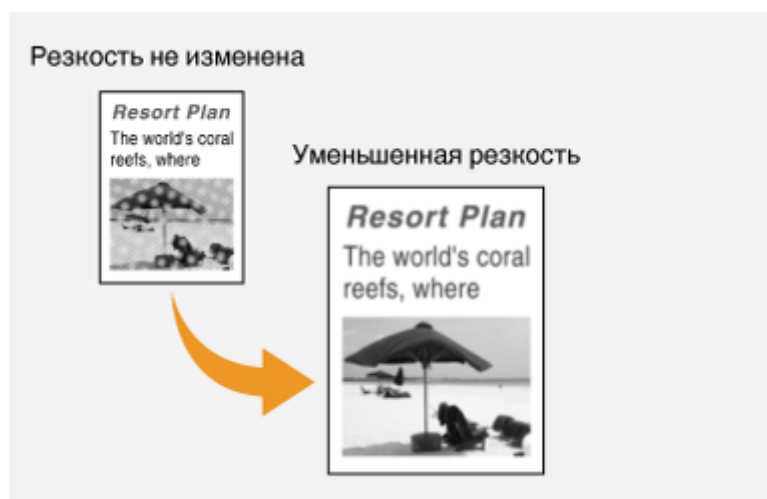 Резкость не изменена
Resort Plan
The world's coral
reefs, where
Уменьшенная резкость
Resort Plan
The world's coral
reefs, where